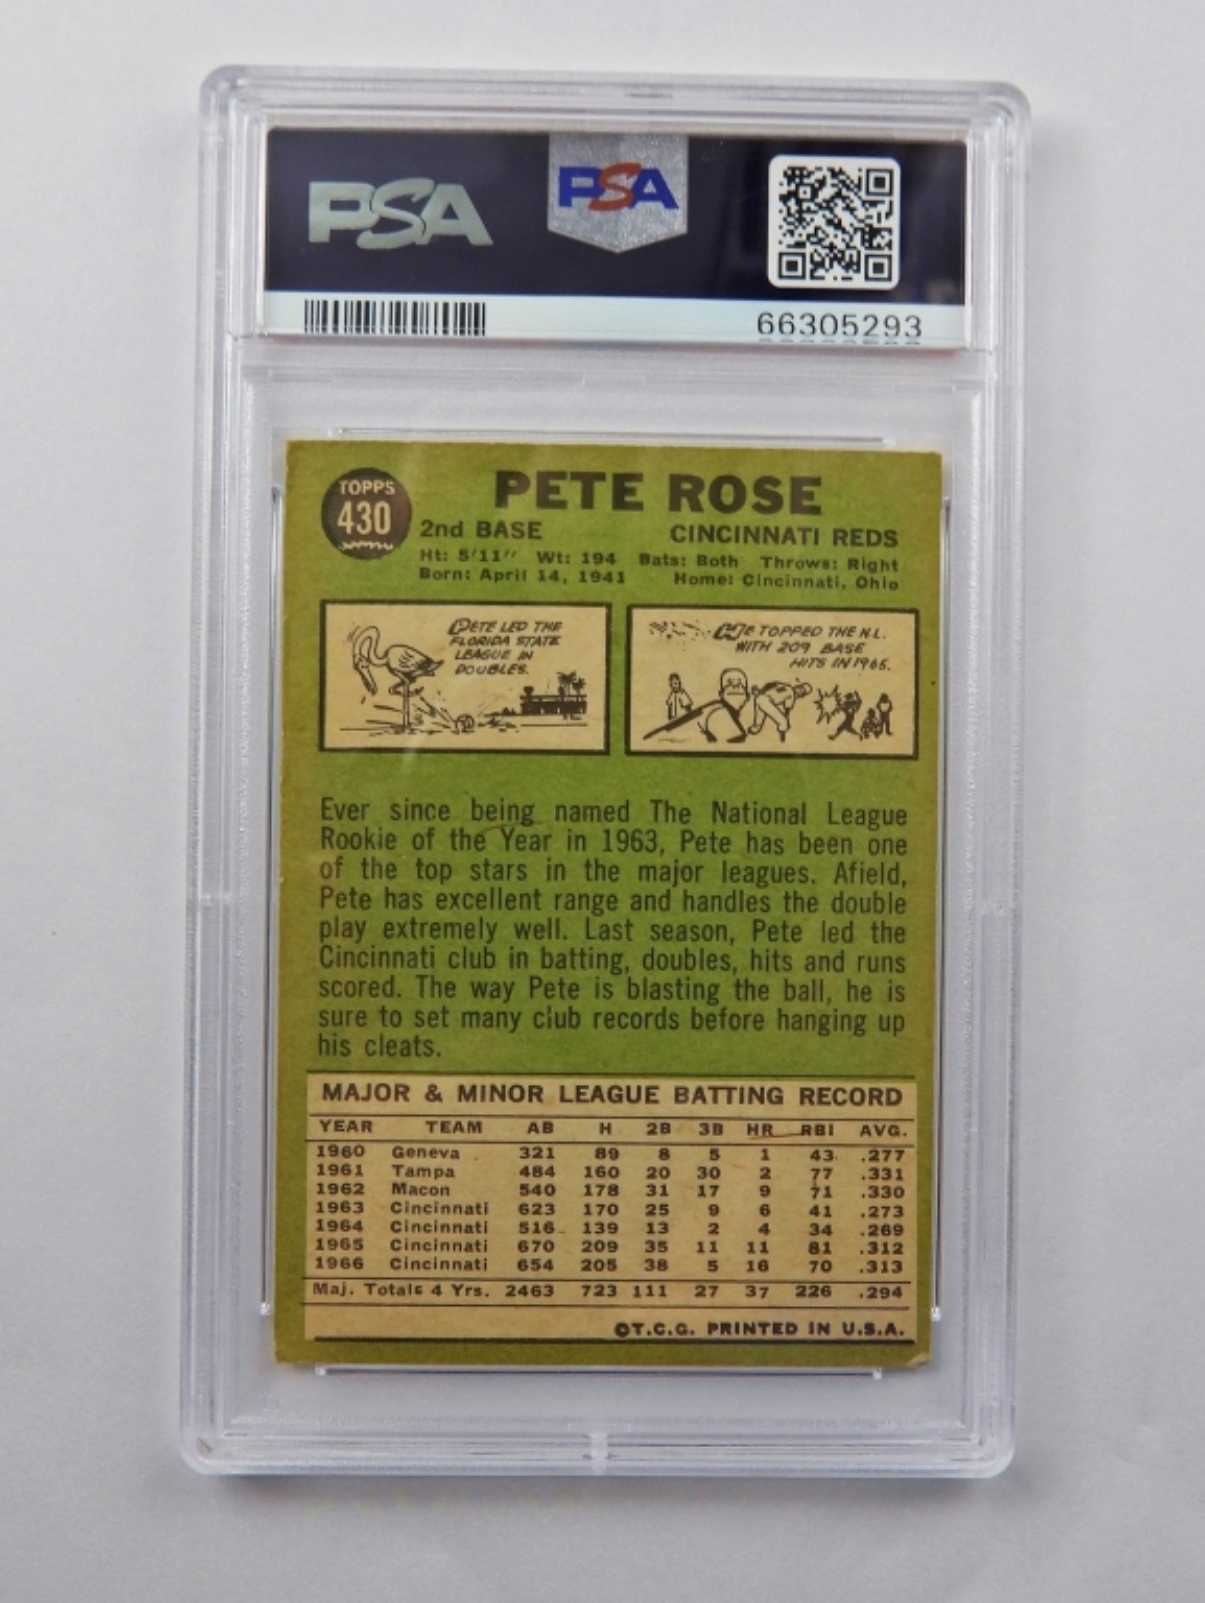 PSA PSA
66305293
TOPPS
430
PETE ROSE
2nd BASE CINCINNATI REDS
Ht: 5'11" Wt: 194 Bats: Both Throws: Right
Born: April 14, 1941 Home: Cincinnati, Ohio
PETE LED THE
FLORIDA STATE
LEAGUE IN
DOUBLES.
HE TOPPED THE N.L.
WITH 209 BASE
HITS IN 1965.
Ever since being named The National League
Rookie of the Year in 1963, Pete has been one
of the top stars in the major leagues. Afield,
Pete has excellent range and handles the double
play extremely well. Last season, Pete led the
Cincinnati club in batting, doubles, hits and runs
scored. The way Pete is blasting the ball, he is
sure to set many club records before hanging up
his cleats.
MAJOR & MINOR LEAGUE BATTING RECORD
YEAR TEAM AB H 2B 3B HR RBI AVG.
1960 Geneva 321 89 8 5 1 43 .277
1961 Tampa 484 160 20 30 2 77 .331
1962 Macon 540 178 31 17 9 71 .330
1963 Cincinnati 623 170 25 9 6 41 .273
1964 Cincinnati 516 139 13 2 4 34 .269
1965 Cincinnati 670 209 35 11 11 81 .312
1966 Cincinnati 654 205 38 5 16 70 .313
Maj. Totals 4 Yrs. 2463 723 111 27 37 226 .294
©T.C.G. PRINTED IN U.S.A.